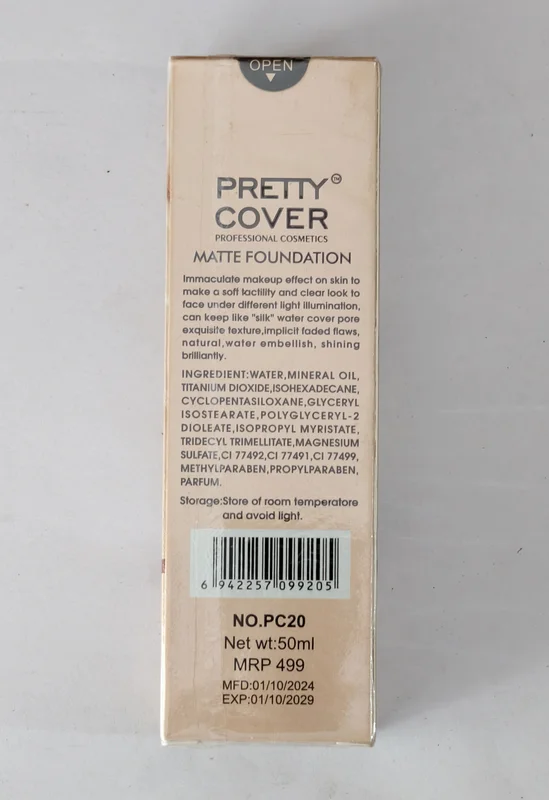 OPEN
PRETTY™
COVER
PROFESSIONAL COSMETICS
MATTE FOUNDATION
Immaculate makeup effect on skin to
make a soft lactility and clear look to
face under different light illumination,
can keep like "silk" water cover pore
exquisite texture,implicit faded flaws,
natural,water embellish, shining
brilliantly.
INGREDIENT:WATER,MINERAL OIL,
TITANIUM DIOXIDE,ISOHEXADECANE,
CYCLOPENTASILOXANE,GLYCERYL
ISOSTEARATE,POLYGLYCERYL-2
DIOLEATE,ISOPROPYL MYRISTATE,
TRIDECYL TRIMELLITATE,MAGNESIUM
SULFATE,CI 77492,CI 77491,CI 77499,
METHYLPARABEN,PROPYLPARABEN,
PARFUM.
Storage:Store of room temperatore
and avoid light.
6 942257 099205
NO.PC20
Net wt:50ml
MRP 499
MFD:01/10/2024
EXP:01/10/2029